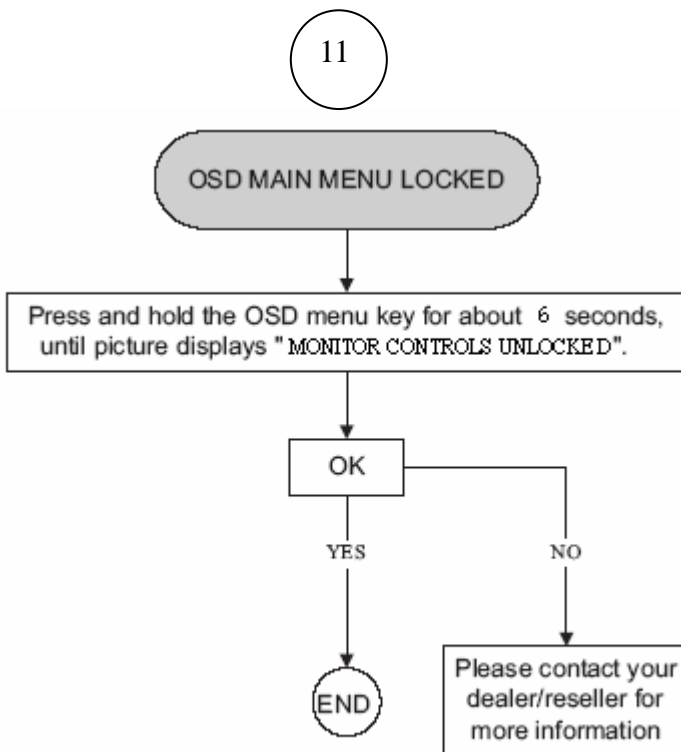 11
OSD MAIN MENU LOCKED
Press and hold the OSD menu key for about 6 seconds,
until picture displays "MONITOR CONTROLS UNLOCKED".
OK
YES
NO
END
Please contact your
dealer/reseller for
more information